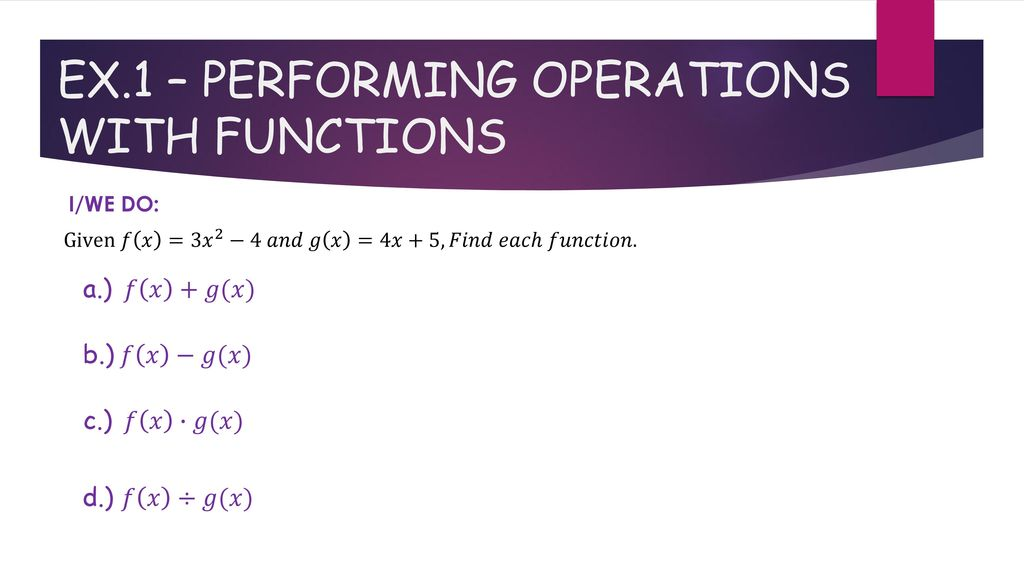 EX.1 – PERFORMING OPERATIONS
WITH FUNCTIONS
I/WE DO:
Given 𝑓(𝑥) = 3𝑥² − 4 𝑎𝑛𝑑 𝑔(𝑥) = 4𝑥 + 5, 𝐹𝑖𝑛𝑑 𝑒𝑎𝑐ℎ 𝑓𝑢𝑛𝑐𝑡𝑖𝑜𝑛.
a.) 𝑓(𝑥) + 𝑔(𝑥)
b.) 𝑓(𝑥) − 𝑔(𝑥)
c.) 𝑓(𝑥) ∙ 𝑔(𝑥)
d.) 𝑓(𝑥) ÷ 𝑔(𝑥)